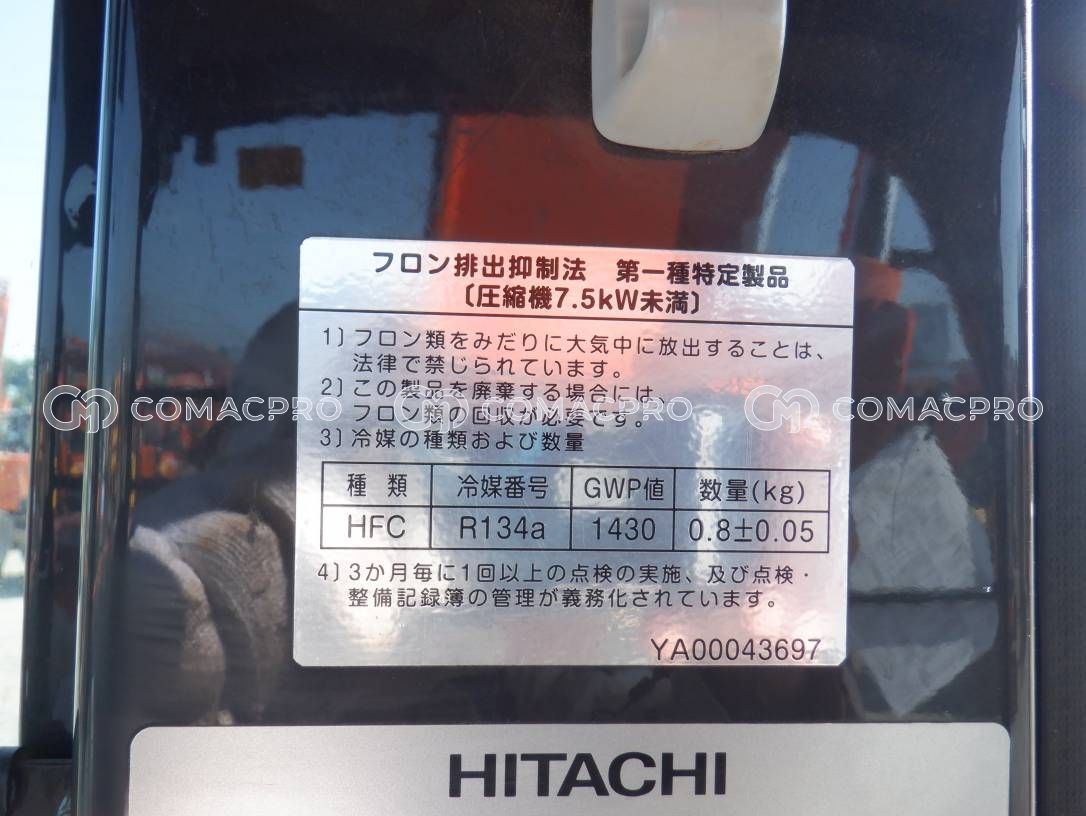 フロン排出抑制法　第一種特定製品
〔圧縮機7.5kW未満〕
1］フロン類をみだりに大気中に放出することは、
法律で禁じられています。
2］この製品を廃棄する場合には、
フロン類の回収が必要です。
COMACPRO COMACPRO COMACPRO
3］冷媒の種類および数量
種 類 冷媒番号 GWP値 数量(kg)
HFC R134a 1430 0.8±0.05
4］3か月毎に1回以上の点検の実施、及び点検・
整備記録簿の管理が義務化されています。
YA00043697
HITACHI